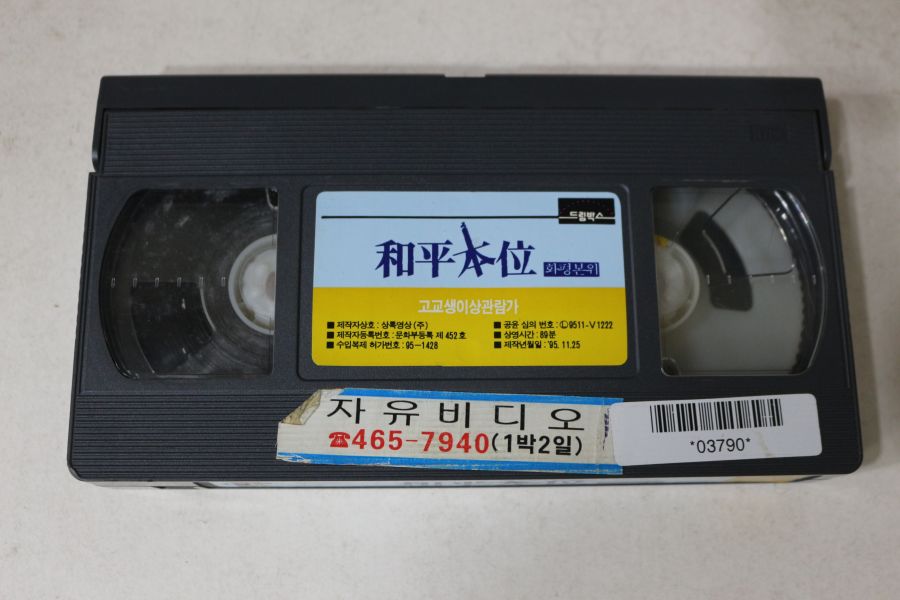 드림박스
和平本位 화평본위
고교생이상관람가
■ 제작자상호 : 상록영상 (주)
■ 제작자등록번호 : 문화부등록 제 452호
■ 수입복제 허가번호 : 95-1428
■ 공윤 심의 번호 : Ⓛ9511-V1222
■ 상영시간 : 89분
■ 제작년월일 : '95. 11.25
자유비디오
☎465-7940(1박2일)
*03790*